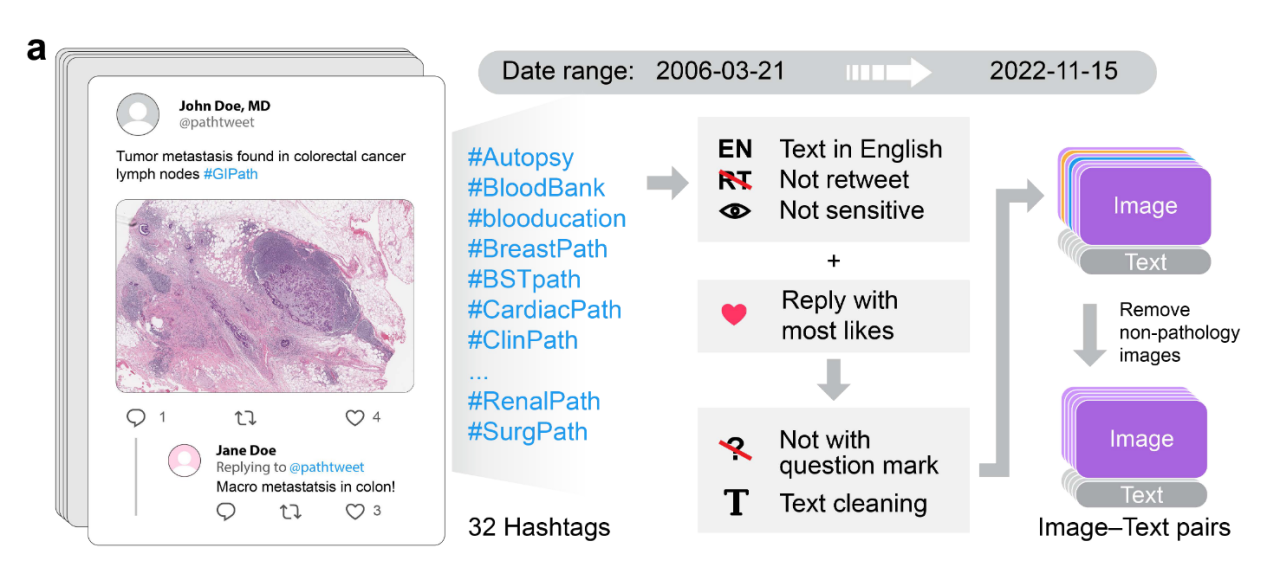 a
Date range: 2006-03-21 2022-11-15
John Doe, MD
@pathtweet
Tumor metastasis found in colorectal cancer
lymph nodes #GIPath
1 4
Jane Doe
Replying to @pathtweet
Macro metastatsis in colon!
3
#Autopsy
#BloodBank
#blooducation
#BreastPath
#BSTpath
#CardiacPath
#ClinPath
...
#RenalPath
#SurgPath
32 Hashtags
EN Text in English
RT Not retweet
Not sensitive
+
Reply with
most likes
? Not with
question mark
T Text cleaning
Image
Text
Remove
non-pathology
images
Image
Text
Image–Text pairs